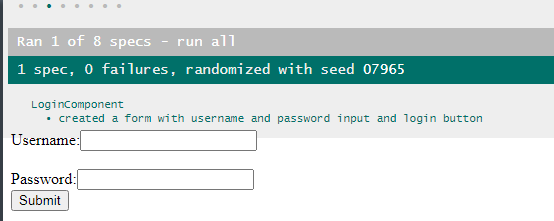 Ran 1 of 8 specs - run all
1 spec, 0 failures, randomized with seed 07965
LoginComponent
• created a form with username and password input and login button
Username:
Password:
Submit